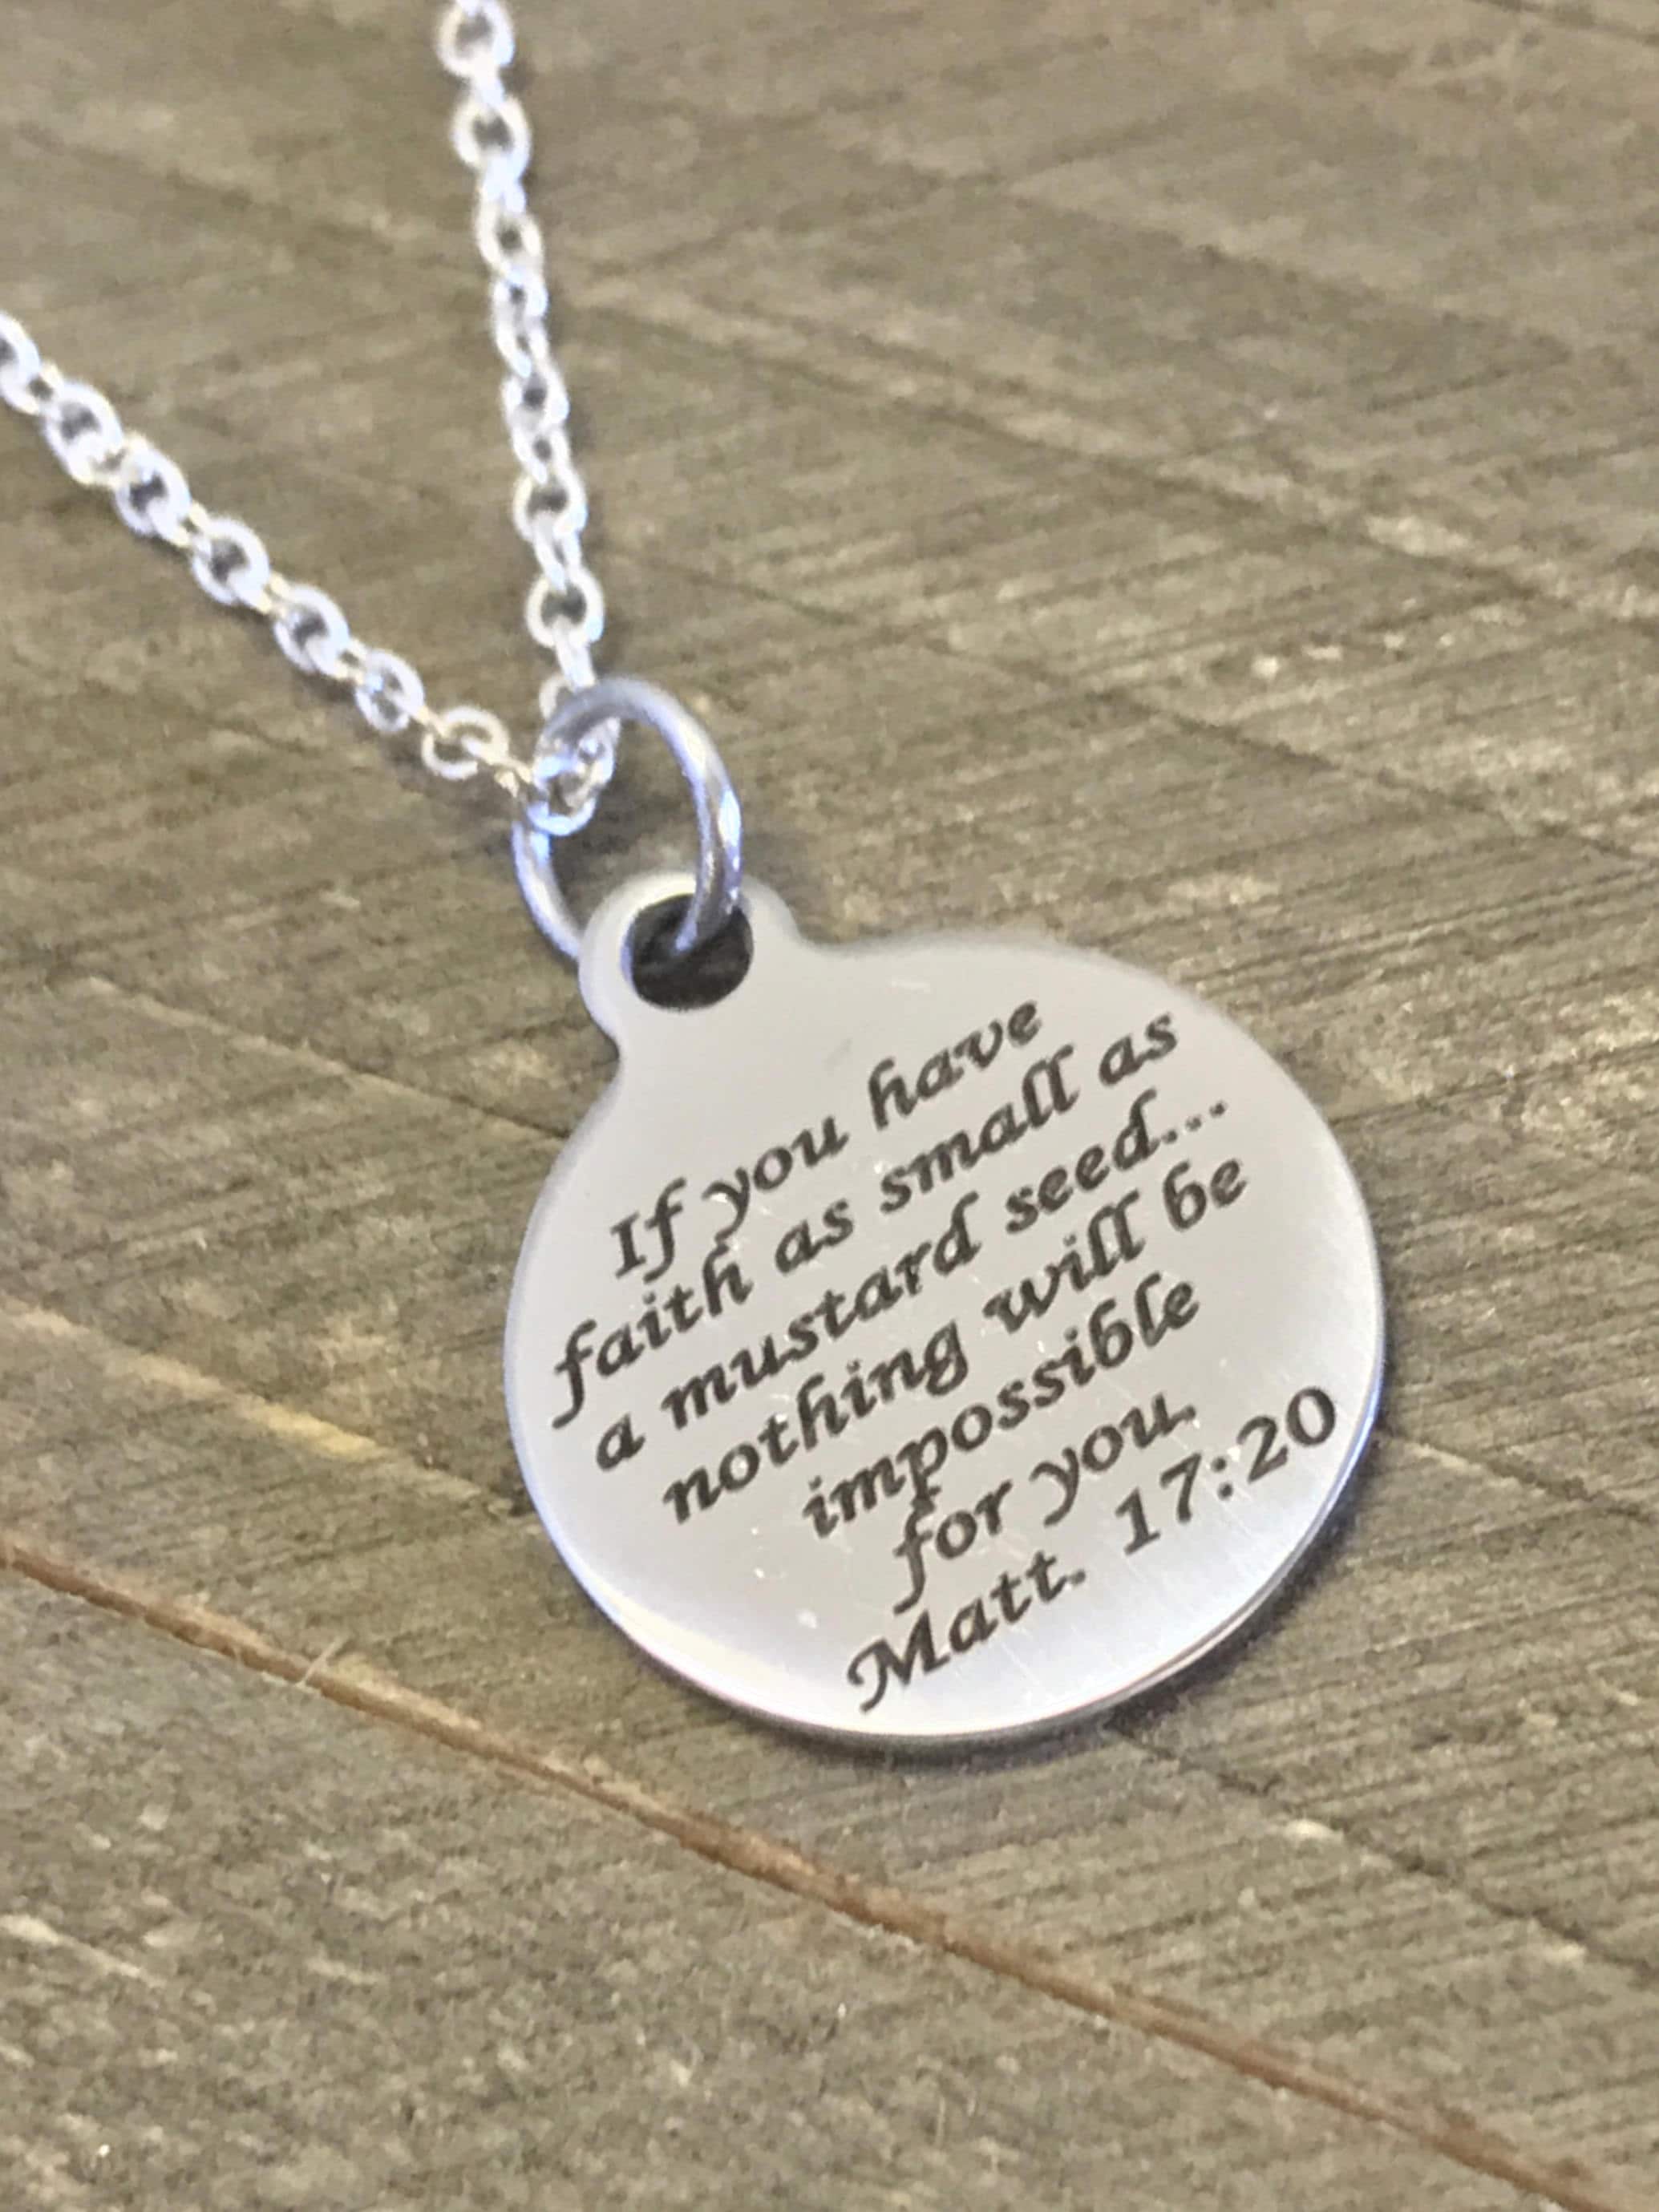 If you have
faith as small as
a mustard seed...
nothing will be
impossible
for you.
Matt. 17:20